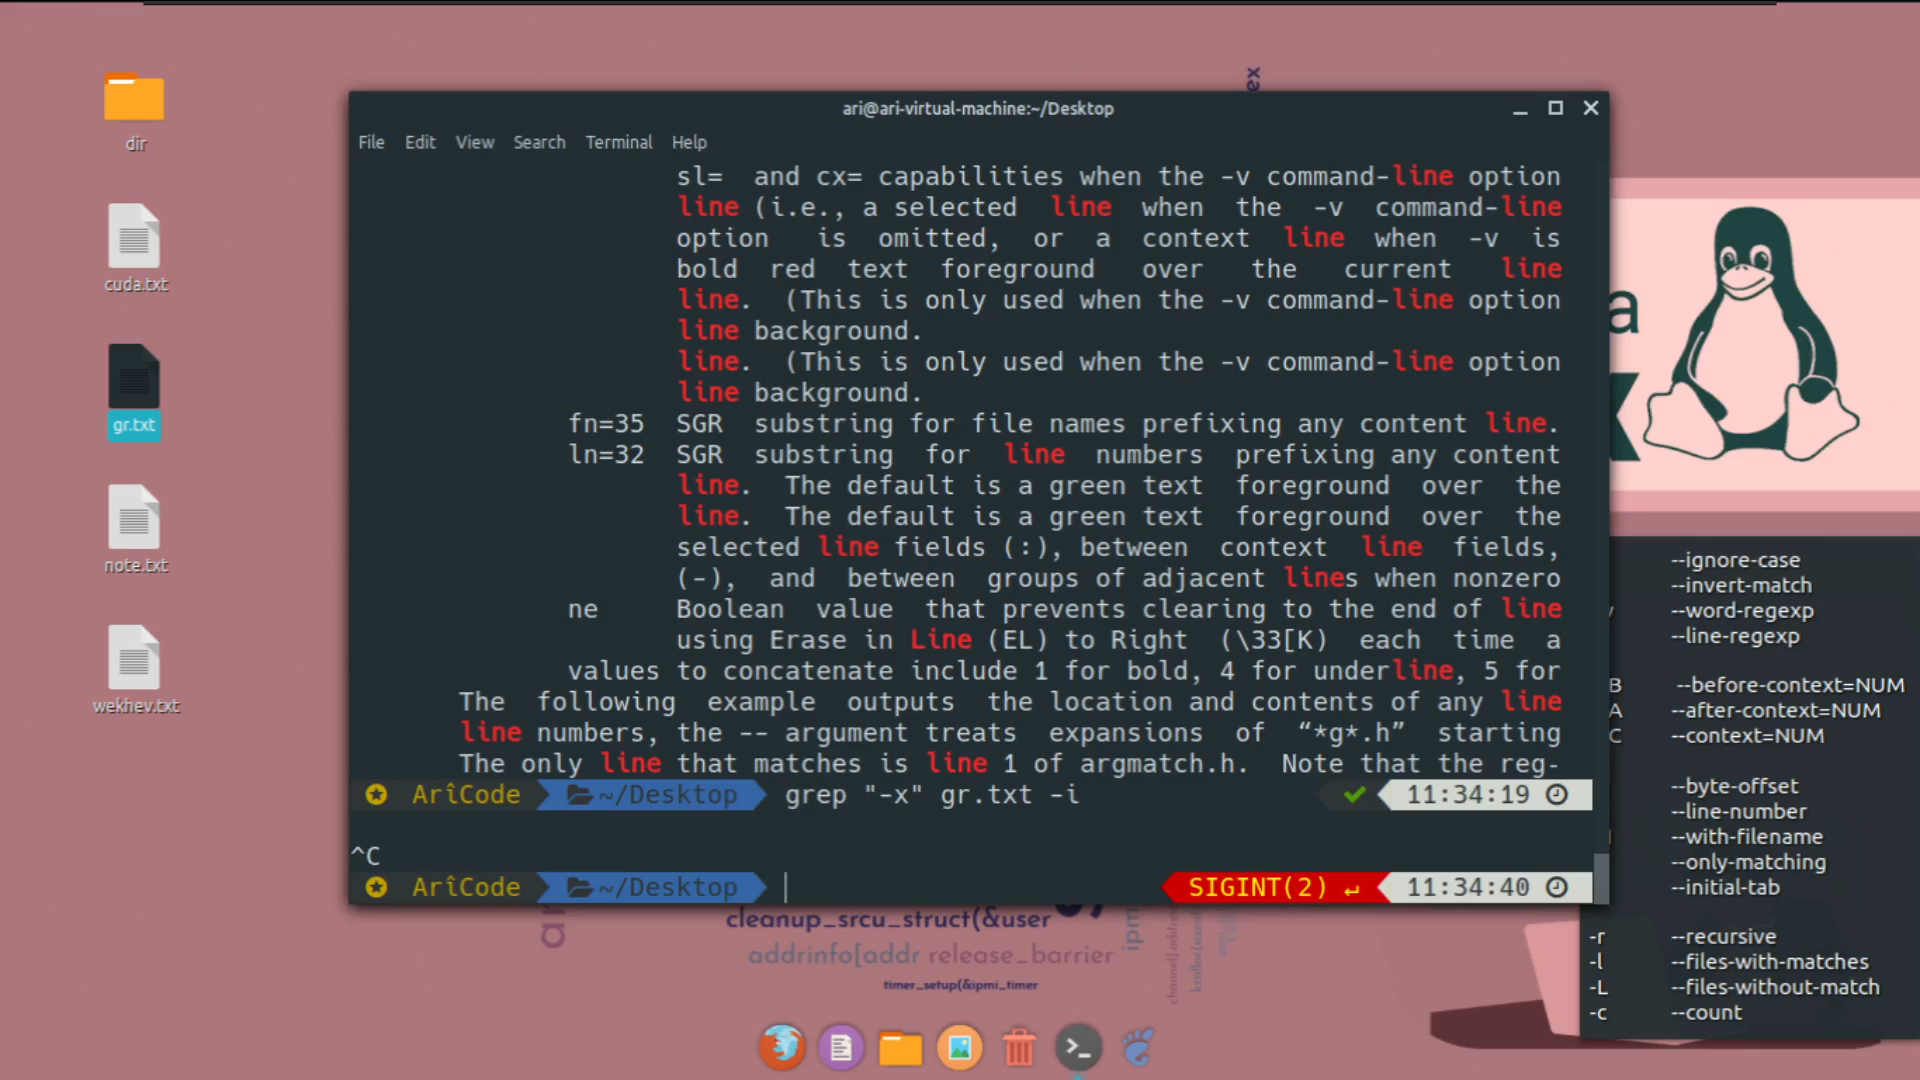 dir
cuda.txt
gr.txt
note.txt
wekhev.txt
ex
ari@ari-virtual-machine:~/Desktop
File Edit View Search Terminal Help
sl= and cx= capabilities when the -v command-line option
line (i.e., a selected line when the -v command-line
option is omitted, or a context line when -v is
bold red text foreground over the current line
line. (This is only used when the -v command-line option
line background.
line. (This is only used when the -v command-line option
line background.
fn=35 SGR substring for file names prefixing any content line.
ln=32 SGR substring for line numbers prefixing any content
line. The default is a green text foreground over the
line. The default is a green text foreground over the
selected line fields (:), between context line fields,
(-), and between groups of adjacent lines when nonzero
ne Boolean value that prevents clearing to the end of line
using Erase in Line (EL) to Right (\33[K) each time a
values to concatenate include 1 for bold, 4 for underline, 5 for
The following example outputs the location and contents of any line
line numbers, the -- argument treats expansions of “*g*.h” starting
The only line that matches is line 1 of argmatch.h. Note that the reg-
ArîCode ~/Desktop grep "-x" gr.txt -i 11:34:19
^C
ArîCode ~/Desktop SIGINT(2) ↵ 11:34:40
a
--ignore-case
--invert-match
--word-regexp
--line-regexp
B --before-context=NUM
A --after-context=NUM
C --context=NUM
--byte-offset
--line-number
--with-filename
--only-matching
--initial-tab
-r --recursive
-l --files-with-matches
-L --files-without-match
-c --count
cleanup_srcu_struct(&user
addrinfo[addr release_barrier
timer_setup(&ipmi_timer
ipm